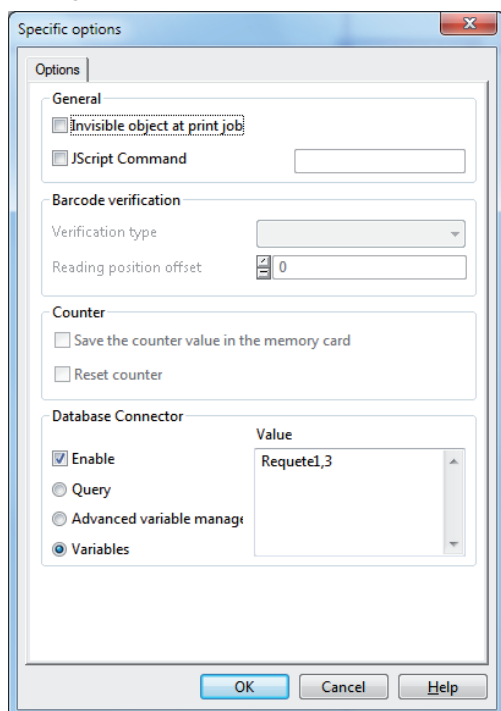 Specific options
Options
General
Invisible object at print job
JScript Command
Barcode verification
Verification type
Reading position offset 0
Counter
Save the counter value in the memory card
Reset counter
Database Connector
Value
Enable Requete1,3
Query
Advanced variable manage
Variables
OK Cancel Help